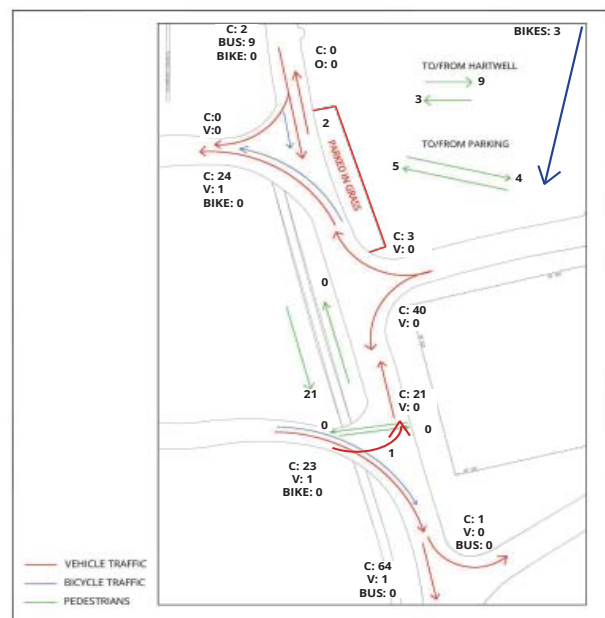 C: 2
BUS: 9
BIKE: 0
C: 0
O: 0
BIKES: 3
TO/FROM HARTWELL
9
3
C:0
V:0
2
PARKED IN GRASS
TO/FROM PARKING
5
4
C: 24
V: 1
BIKE: 0
C: 3
V: 0
0
C: 40
V: 0
21
C: 21
V: 0
0
0
1
C: 23
V: 1
BIKE: 0
C: 1
V: 0
BUS: 0
C: 64
V: 1
BUS: 0
VEHICLE TRAFFIC
BICYCLE TRAFFIC
PEDESTRIANS